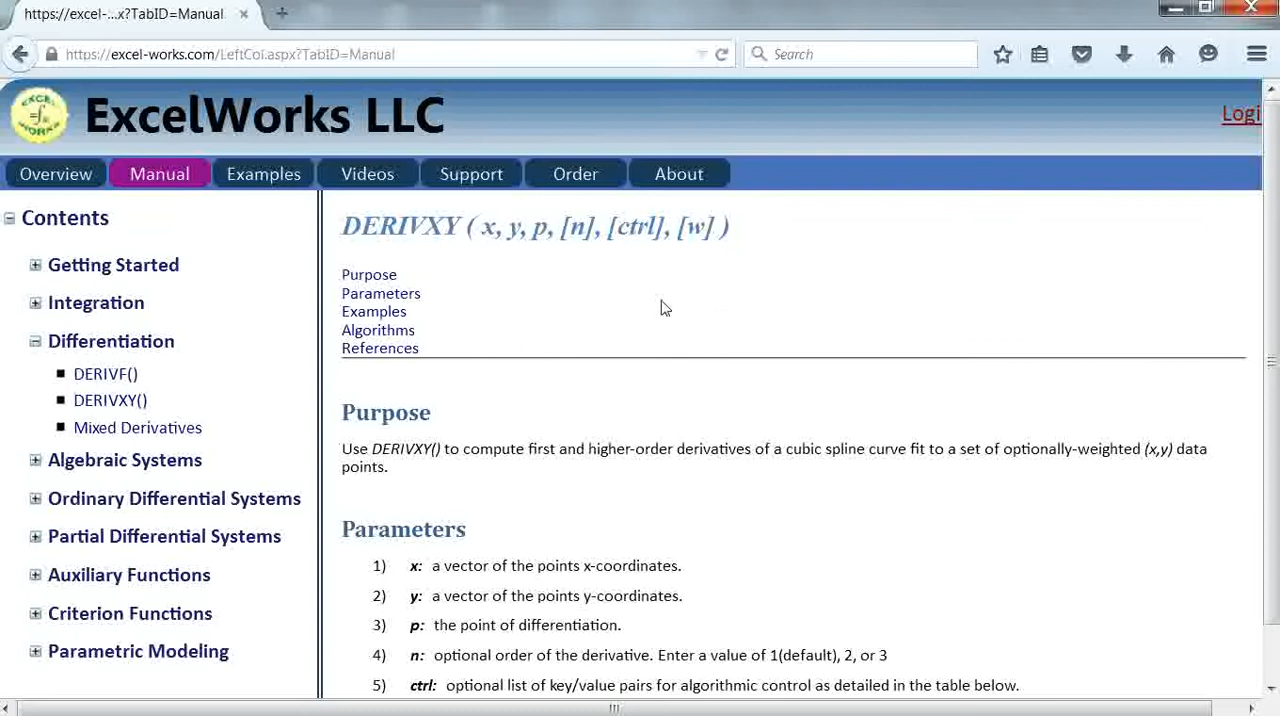 https://excel-...x?TabID=Manual
https://excel-works.com/LeftCol.aspx?TabID=Manual
Search
EXCEL
WORKS
ExcelWorks LLC
Logi
Overview
Manual
Examples
Videos
Support
Order
About
Contents
Getting Started
Integration
Differentiation
DERIVF()
DERIVXY()
Mixed Derivatives
Algebraic Systems
Ordinary Differential Systems
Partial Differential Systems
Auxiliary Functions
Criterion Functions
Parametric Modeling
DERIVXY ( x, y, p, [n], [ctrl], [w] )
Purpose
Parameters
Examples
Algorithms
References
Purpose
Use DERIVXY() to compute first and higher-order derivatives of a cubic spline curve fit to a set of optionally-weighted (x,y) data
points.
Parameters
1) x: a vector of the points x-coordinates.
2) y: a vector of the points y-coordinates.
3) p: the point of differentiation.
4) n: optional order of the derivative. Enter a value of 1(default), 2, or 3
5) ctrl: optional list of key/value pairs for algorithmic control as detailed in the table below.